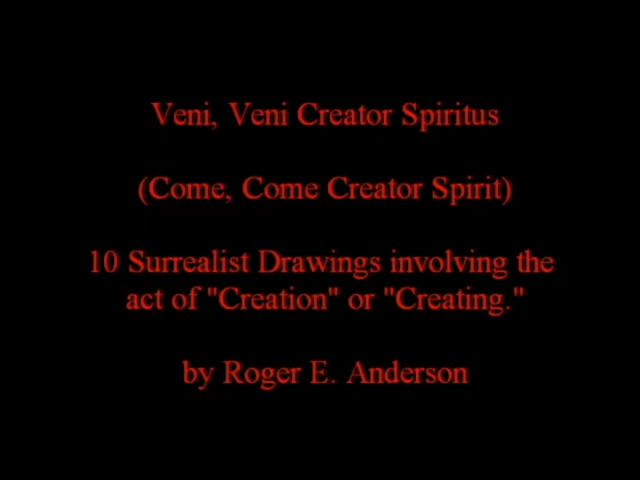 Veni, Veni Creator Spiritus
(Come, Come Creator Spirit)
10 Surrealist Drawings involving the
act of "Creation" or "Creating."
by Roger E. Anderson